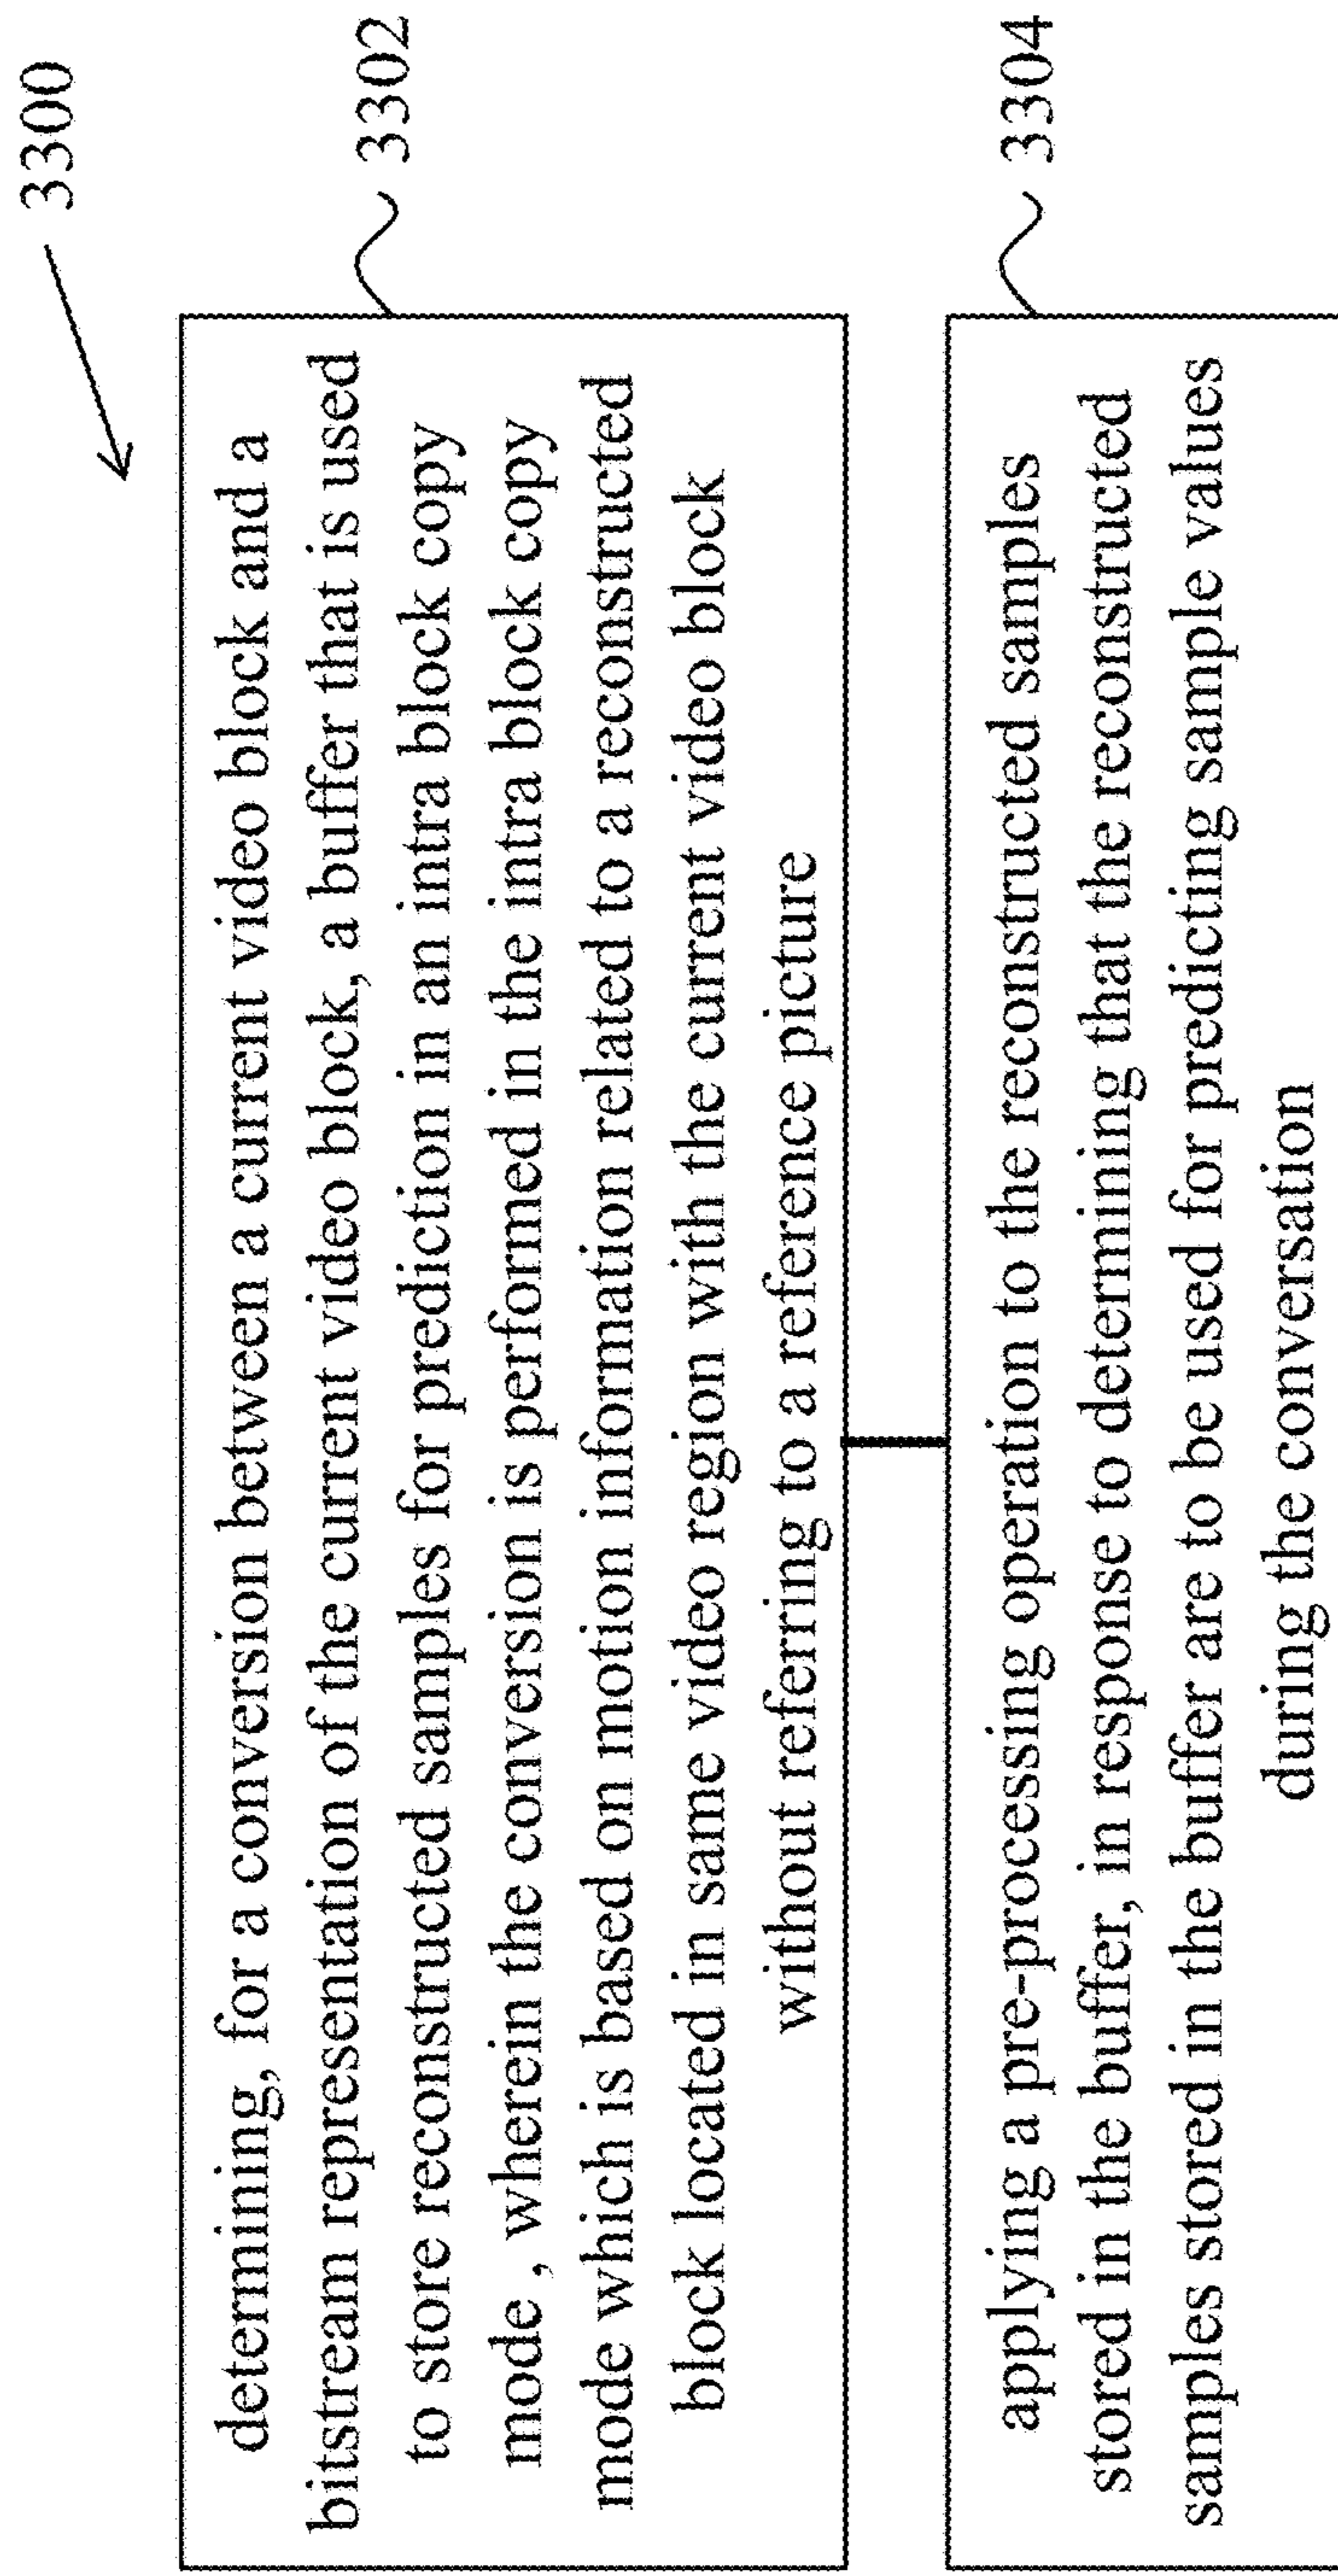 3300
determining, for a conversion between a current video block and a
bitstream representation of the current video block, a buffer that is used
to store reconstructed samples for prediction in an intra block copy
mode , wherein the conversion is performed in the intra block copy
mode which is based on motion information related to a reconstructed
block located in same video region with the current video block
without referring to a reference picture
3302
applying a pre-processing operation to the reconstructed samples
stored in the buffer, in response to determining that the reconstructed
samples stored in the buffer are to be used for predicting sample values
during the conversation
3304